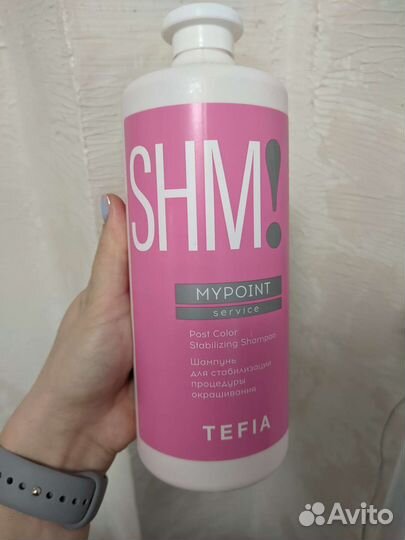 SHM!
MYPOINT
service
Post Color
Stabilizing Shampoo
Шампунь
для стабилизации
процедуры
окрашивания
TEFIA
Avito